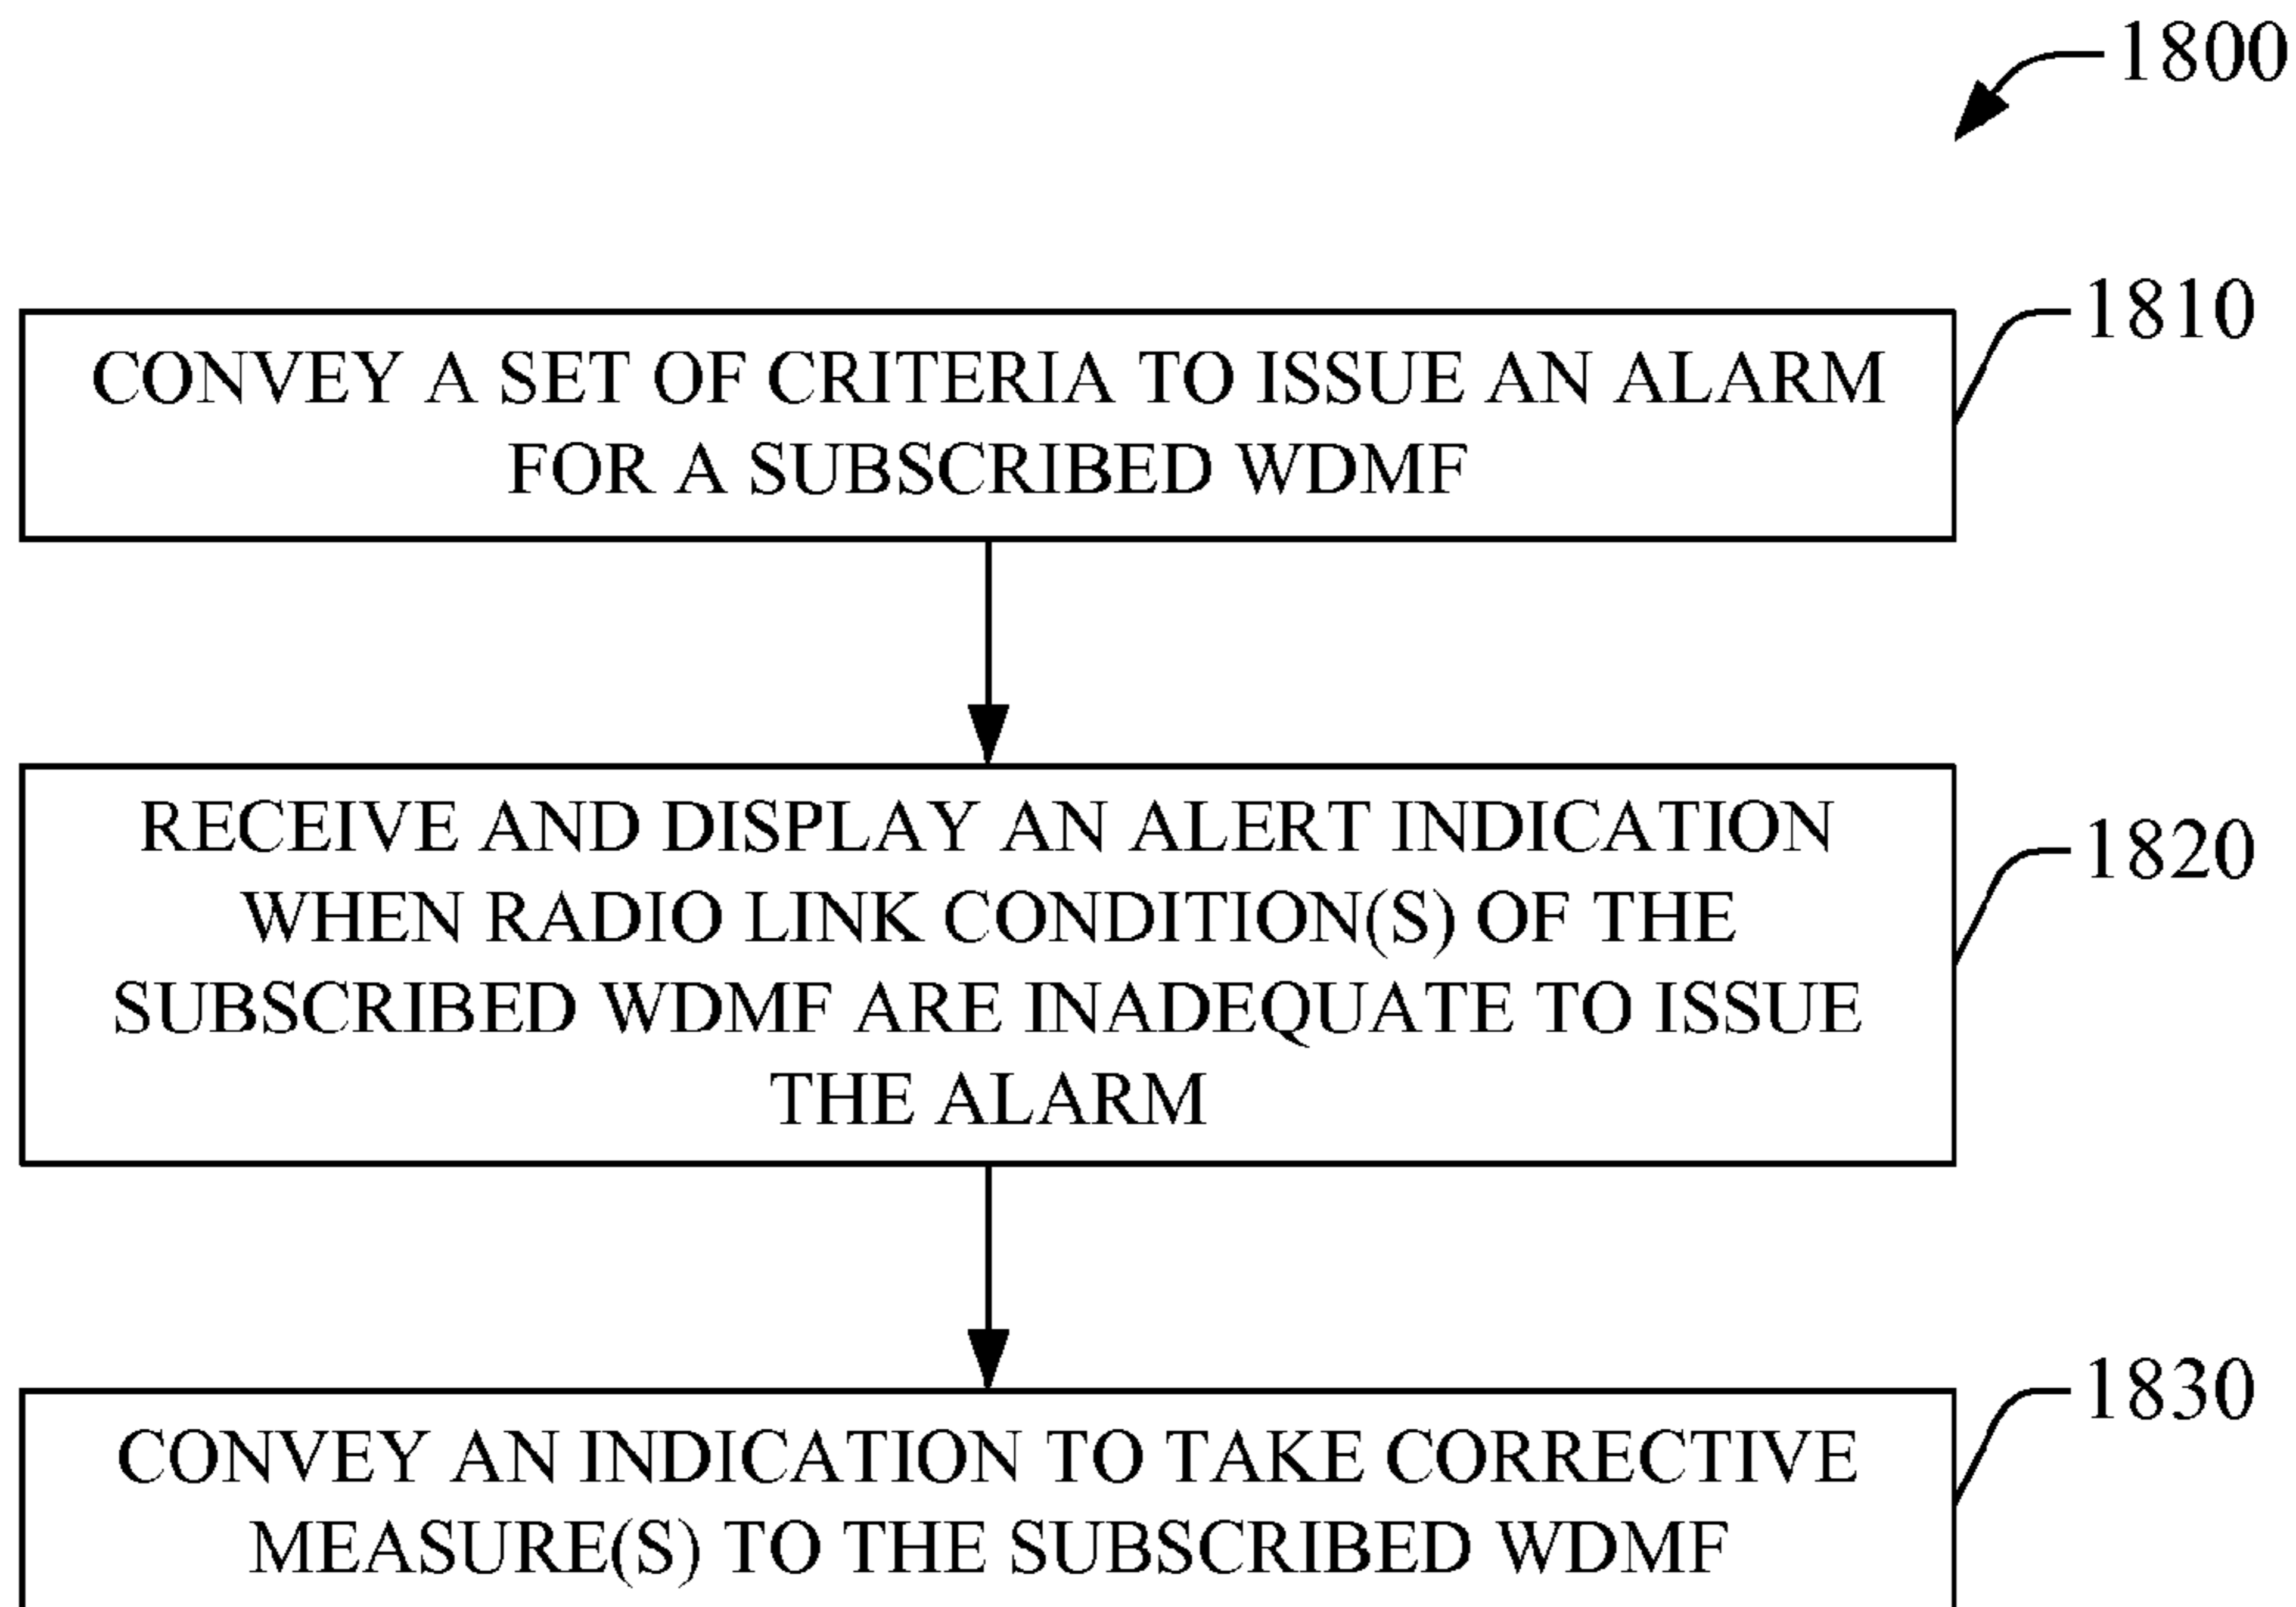 1800
1810
CONVEY A SET OF CRITERIA TO ISSUE AN ALARM
FOR A SUBSCRIBED WDMF
RECEIVE AND DISPLAY AN ALERT INDICATION
WHEN RADIO LINK CONDITION(S) OF THE
SUBSCRIBED WDMF ARE INADEQUATE TO ISSUE
THE ALARM
1820
CONVEY AN INDICATION TO TAKE CORRECTIVE
MEASURE(S) TO THE SUBSCRIBED WDMF
1830